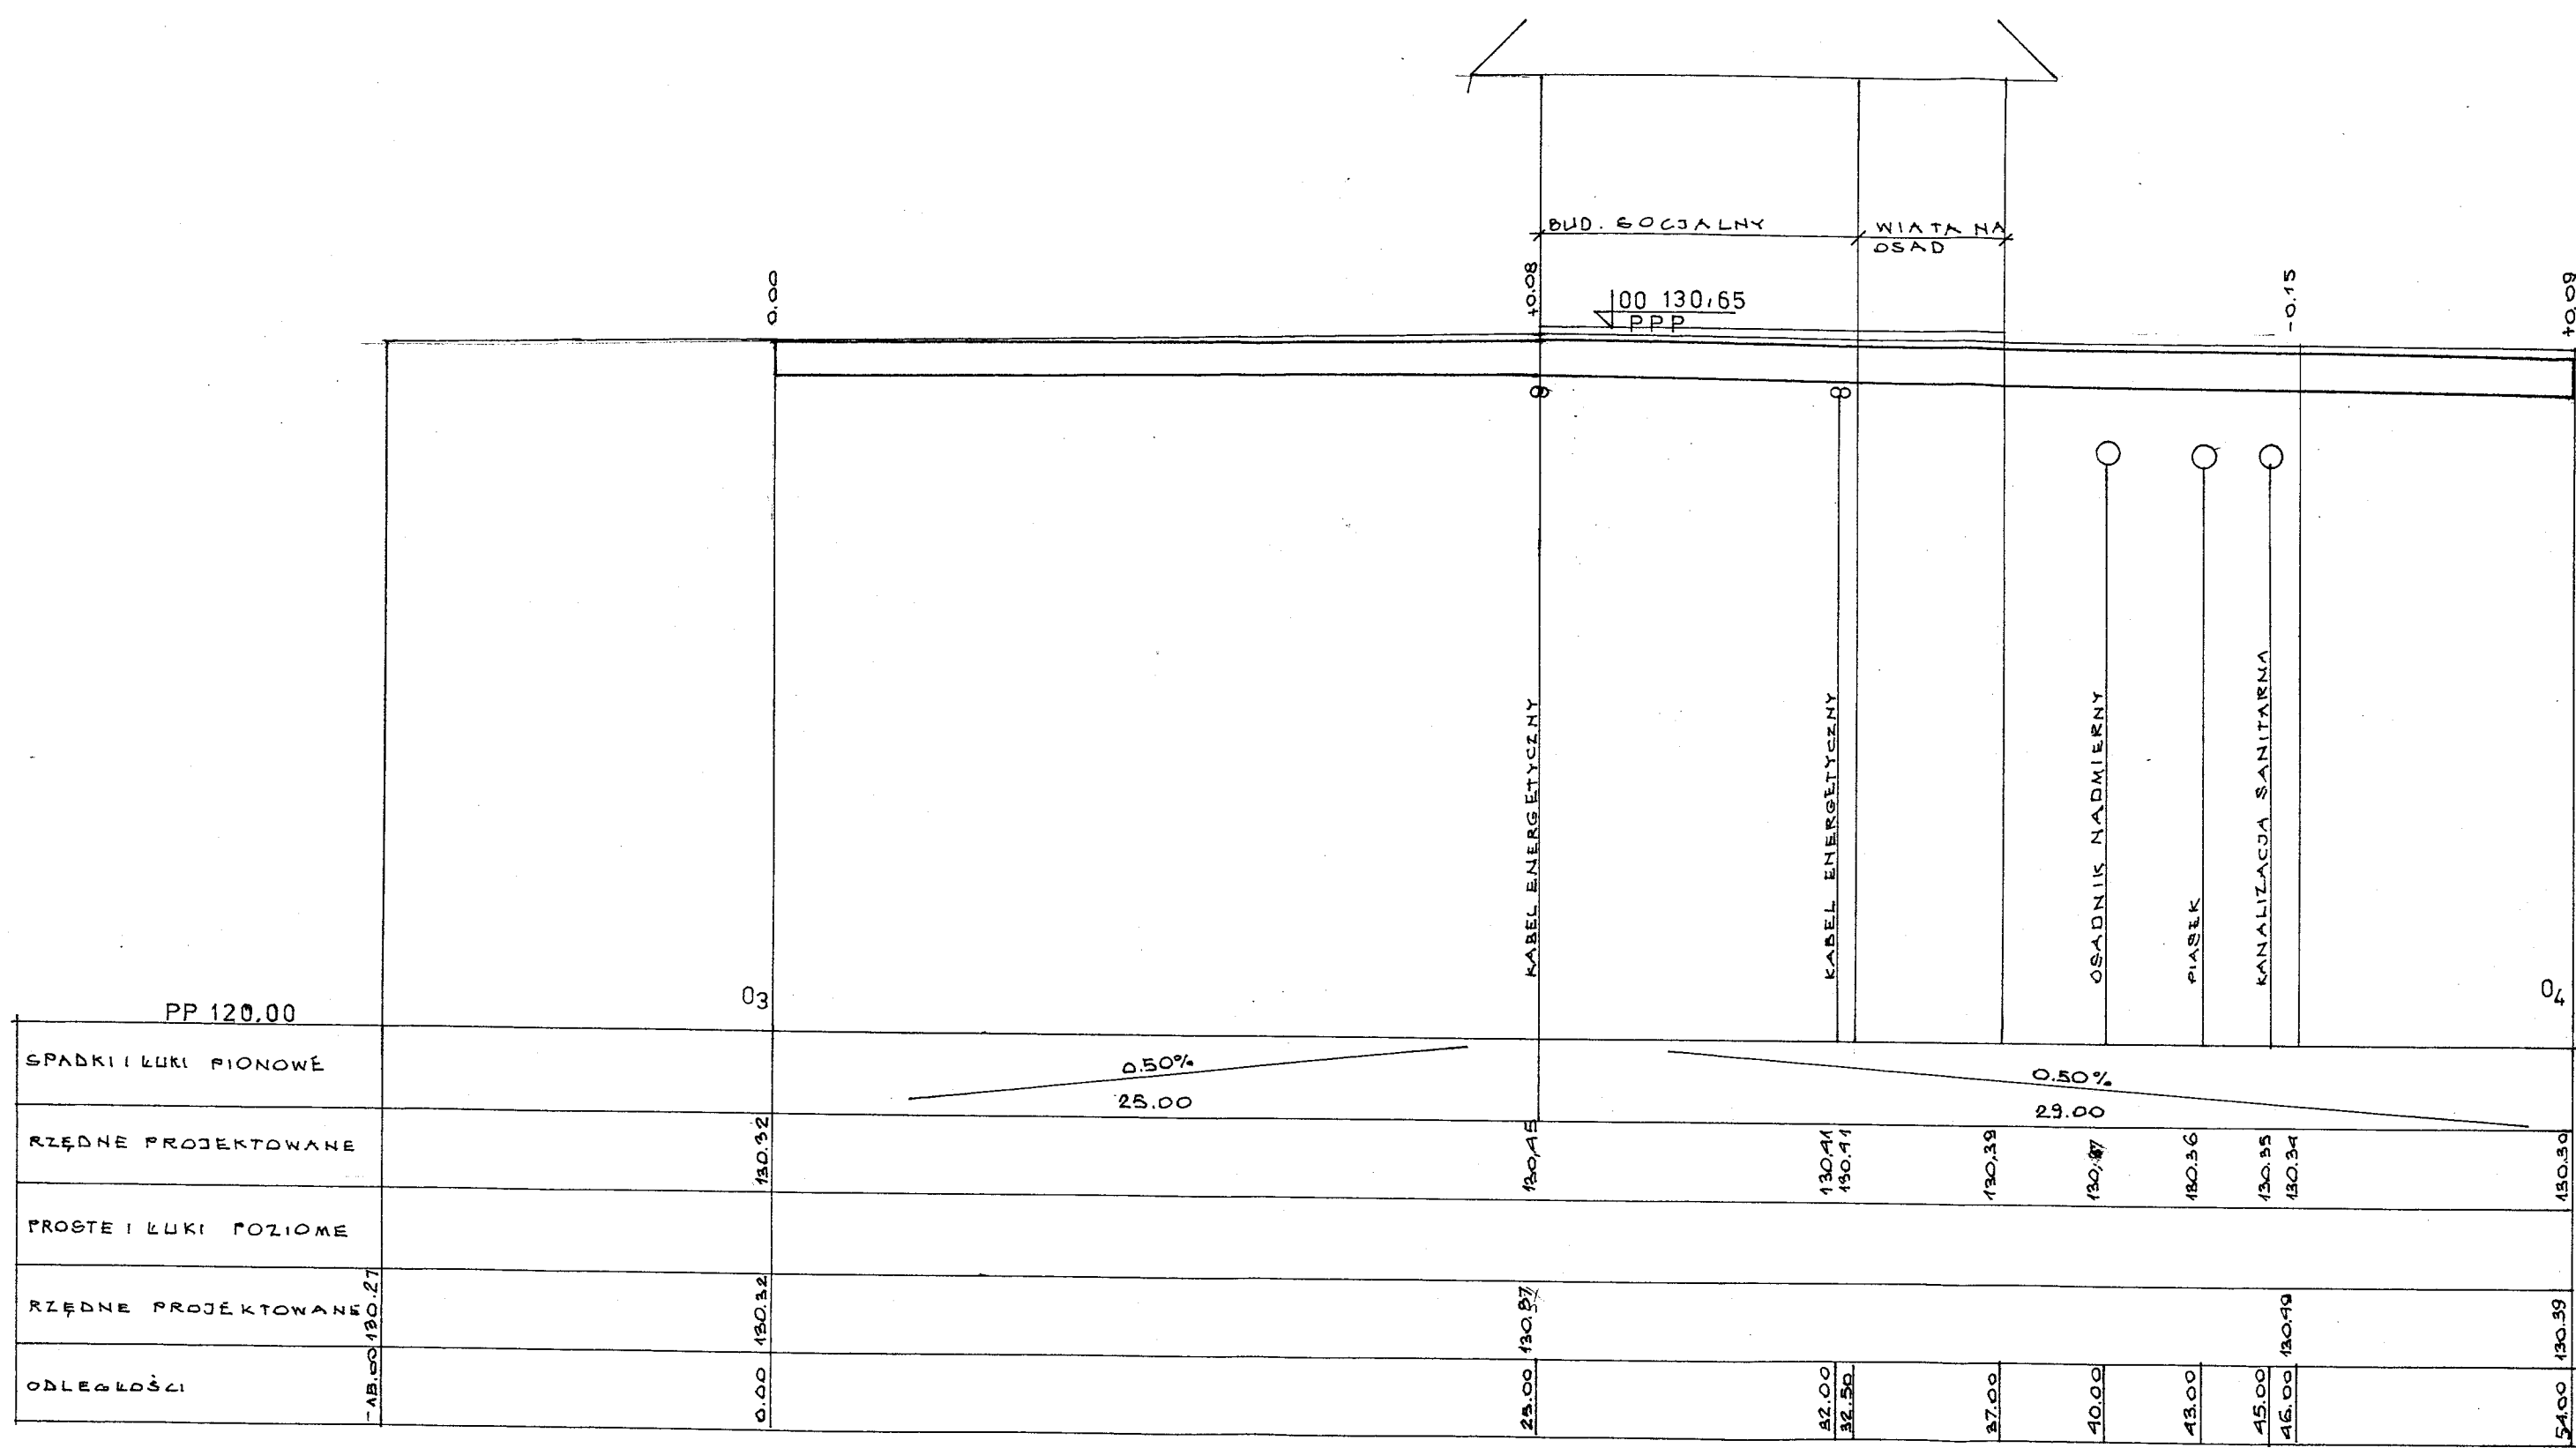 BUD. SOCJALNY
WIATA NA
OSAD
0.00
+0.08
00 130,65
PPP
-0.15
+0.09
KABEL ENERGETYCZNY
KABEL ENERGETYCZNY
OSADNIK NADMIERNY
PIASEK
KANALIZACJA SANITARNA
03
04
PP 120.00
SPADKI I ŁUKI PIONOWE
0.50%
25.00
0.50%
29.00
RZĘDNE PROJEKTOWANE
130.32
130,45
130,41
130.41
130,39
130.36
130.35
130.34
130.30
PROSTE I ŁUKI POZIOME
RZĘDNE PROJEKTOWANE
130.27
130.32
130.37
130.49
130.39
ODLEGŁOŚCI
0.00
25.00
32.00
32.50
37.00
40.00
43.00
45.00
46.00
54.00